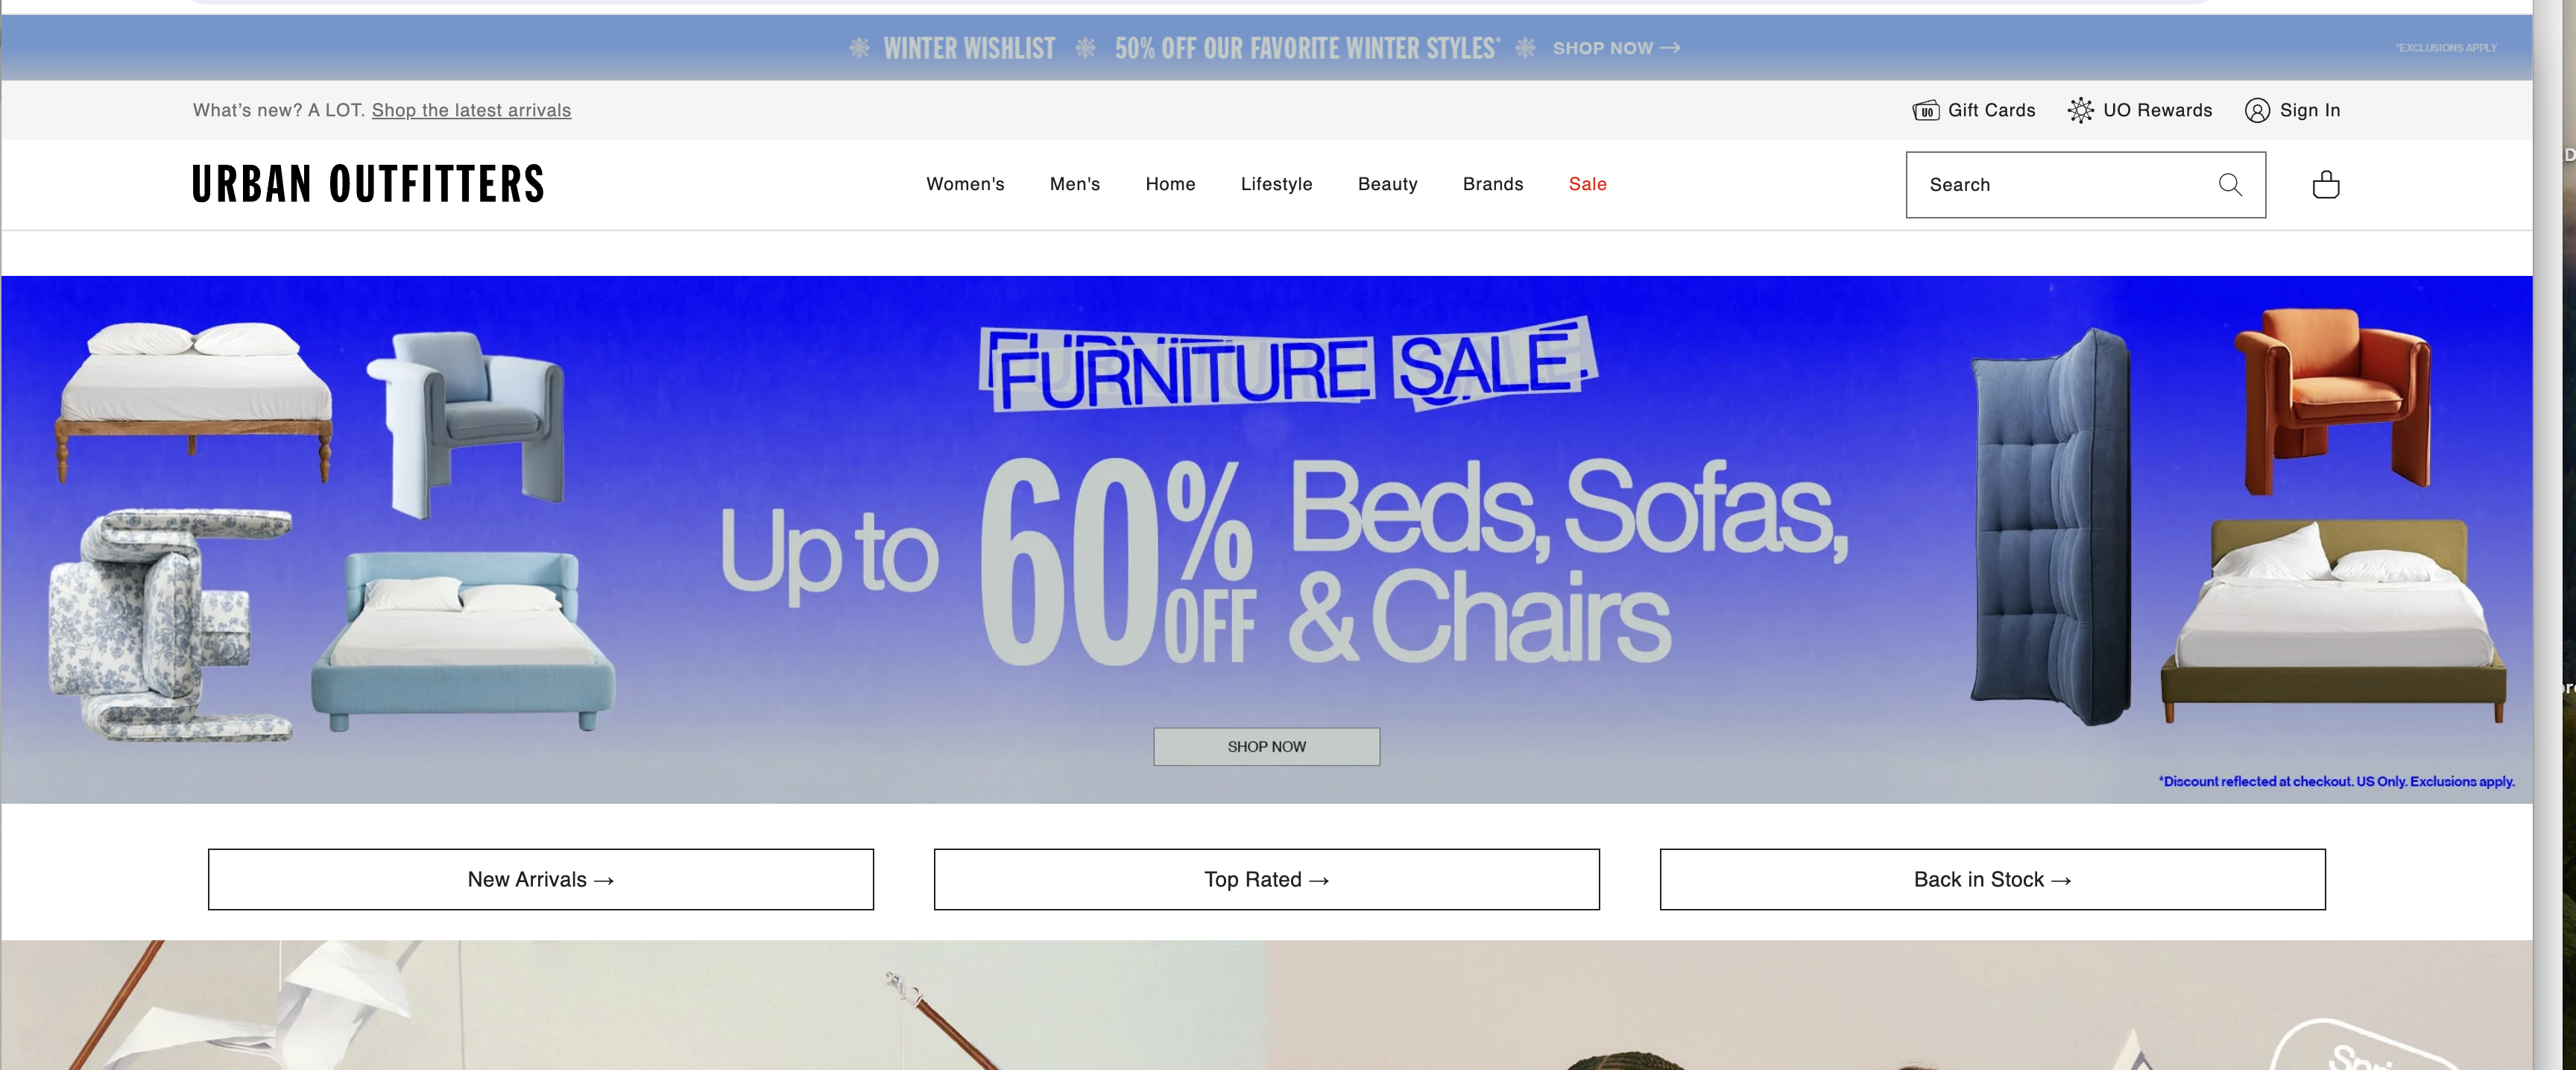 WINTER WISHLIST 50% OFF OUR FAVORITE WINTER STYLES* SHOP NOW → *EXCLUSIONS APPLY
What's new? A LOT. Shop the latest arrivals
UO Gift Cards UO Rewards Sign In
URBAN OUTFITTERS
Women's Men's Home Lifestyle Beauty Brands Sale
Search
FURNITURE SALE
Up to 60% OFF Beds, Sofas,
& Chairs
SHOP NOW
*Discount reflected at checkout. US Only. Exclusions apply.
New Arrivals →
Top Rated →
Back in Stock →